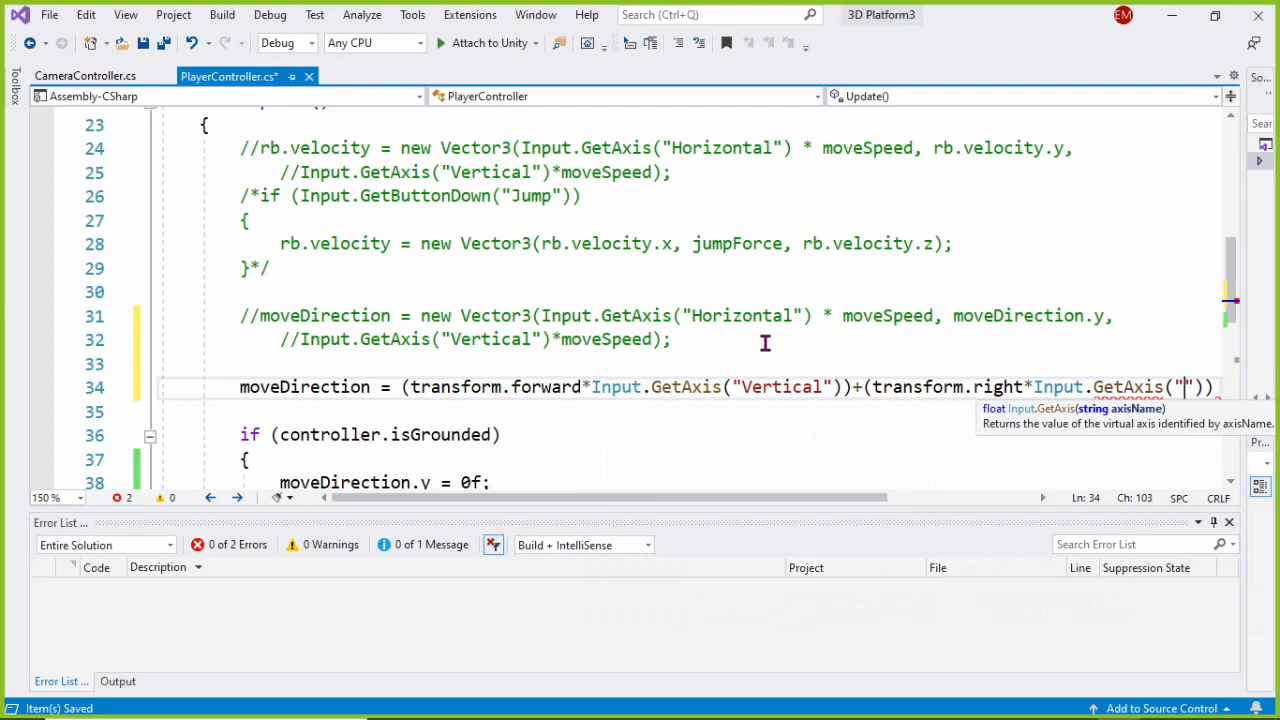 File Edit View Project Build Debug Test Analyze Tools Extensions Window Help Search (Ctrl+Q) 3D Platform3 EM
Debug Any CPU Attach to Unity
Toolbox
CameraController.cs PlayerController.cs* So...
Assembly-CSharp PlayerController Update()
Sear
23 {
24 //rb.velocity = new Vector3(Input.GetAxis("Horizontal") * moveSpeed, rb.velocity.y,
25 //Input.GetAxis("Vertical")*moveSpeed);
26 /*if (Input.GetButtonDown("Jump"))
27 {
28 rb.velocity = new Vector3(rb.velocity.x, jumpForce, rb.velocity.z);
29 }*/
30
31 //moveDirection = new Vector3(Input.GetAxis("Horizontal") * moveSpeed, moveDirection.y,
32 //Input.GetAxis("Vertical")*moveSpeed);
33
34 moveDirection = (transform.forward*Input.GetAxis("Vertical"))+(transform.right*Input.GetAxis(""))
35 float Input.GetAxis(string axisName)
Returns the value of the virtual axis identified by axisName.
36 if (controller.isGrounded)
37 {
38 moveDirection.y = 0f;
Pr...
150 % 2 0 Ln: 34 Ch: 103 SPC CRLF
Error List ...
Entire Solution 0 of 2 Errors 0 Warnings 0 of 1 Message Build + IntelliSense Search Error List
Code Description Project File Line Suppression State
Error List ... Output
Item(s) Saved Add to Source Control